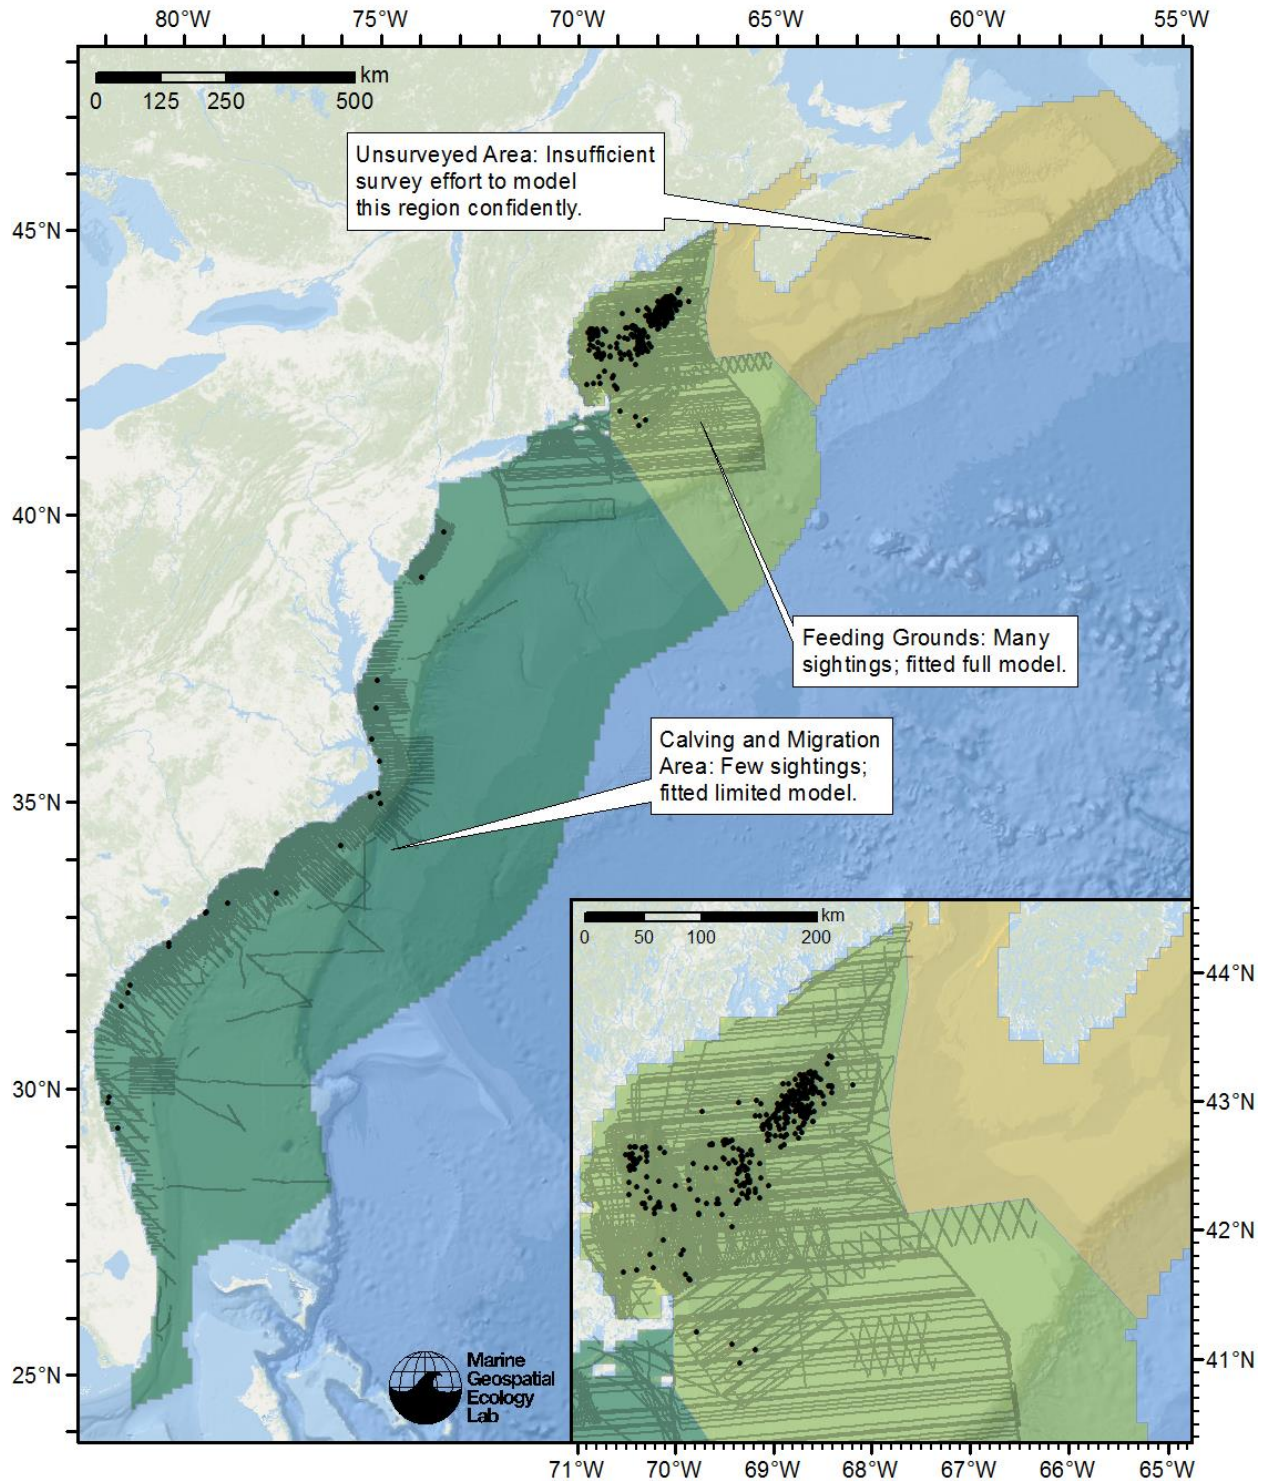 80°W 75°W 70°W 65°W 60°W 55°W
km
0 125 250 500
Unsurveyed Area: Insufficient
survey effort to model
this region confidently.
45°N
40°N
Feeding Grounds: Many
sightings; fitted full model.
Calving and Migration
Area: Few sightings;
fitted limited model.
35°N
30°N
25°N
km
0 50 100 200
44°N
43°N
42°N
41°N
Marine
Geospatial
Ecology
Lab
71°W 70°W 69°W 68°W 67°W 66°W 65°W